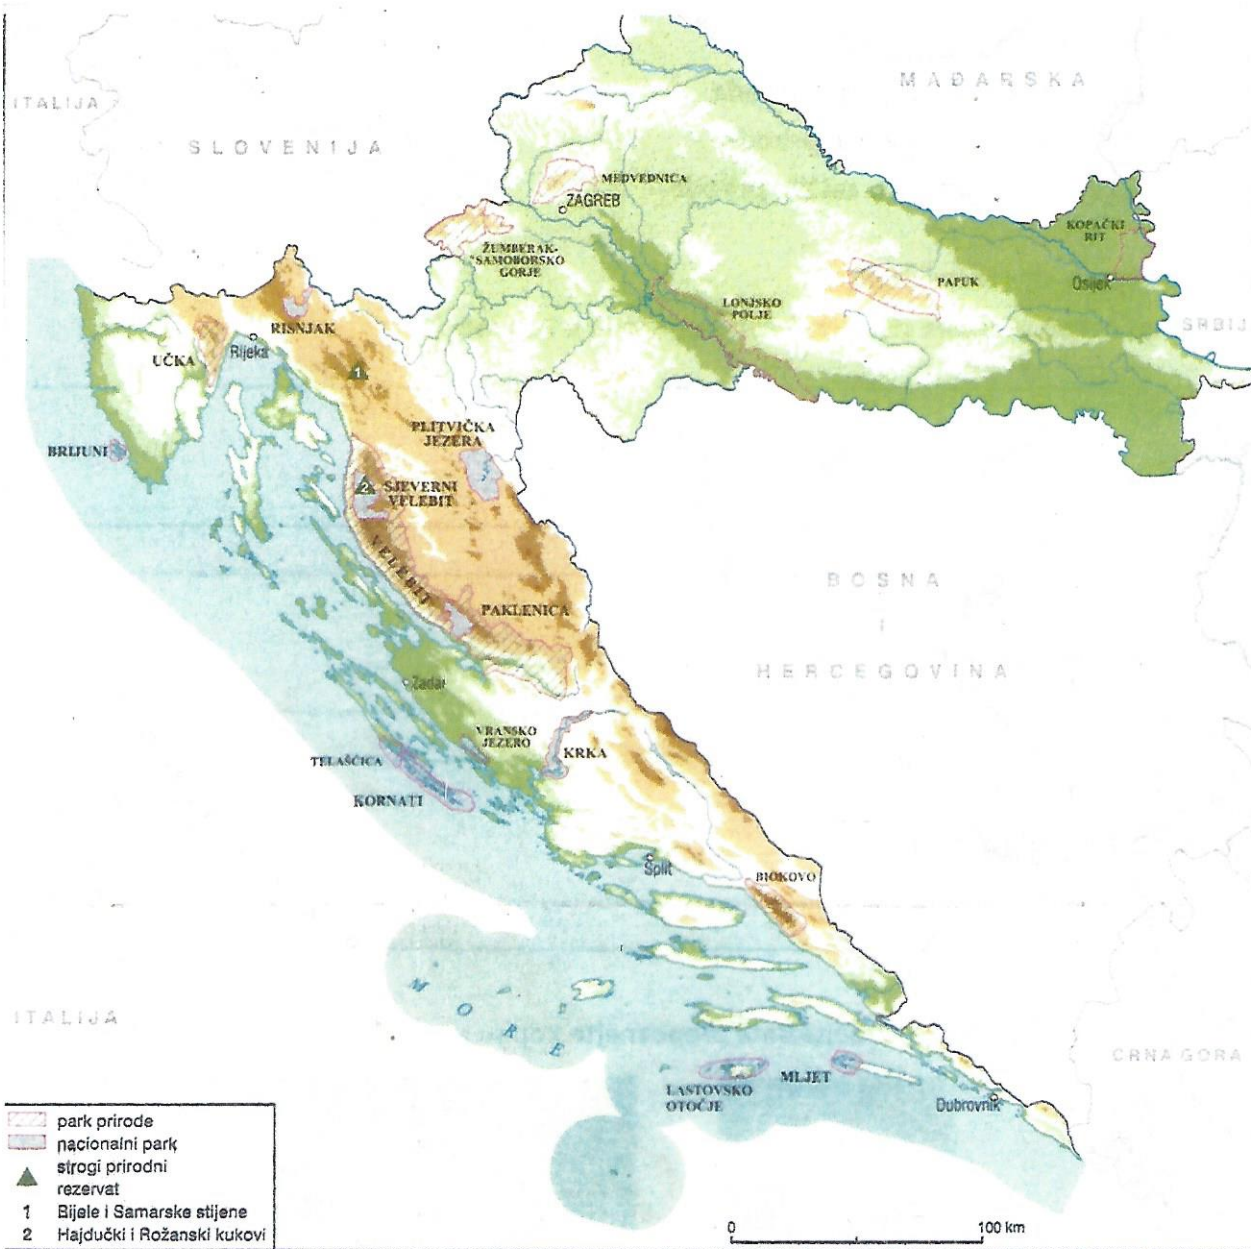 ITALIJA
SLOVENIJA
MAĐARSKA
MEDVEDNICA
ZAGREB
ŽUMBERAK-
SAMOBORSKO
GORJE
KOPAČKI
RIT
Osijek
PAPUK
LONJSKO
POLJE
SRBIJ
RISNJAK
UČKA
Rijeka
1
PLITVIČKA
JEZERA
BRIJUNI
2
SJEVERNI
VELEBIT
VELEBIT
PAKLENICA
BOSNA
I
HERCEGOVINA
Zadar
VRANSKO
JEZERO
KRKA
TELAŠĆICA
KORNATI
Split
BIOKOVO
MORE
ITALIJA
CRNA GORA
LASTOVSKO
OTOČJE
MLJET
Dubrovnik
park prirode
nacionalni park
strogi prirodni
rezervat
1 Bijele i Samarske stijene
2 Hajdučki i Rožanski kukovi
0 100 km